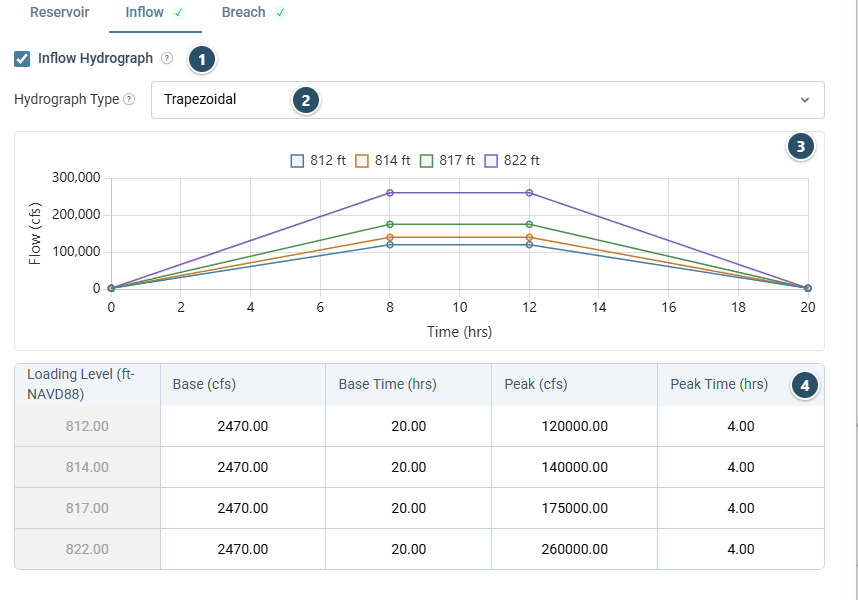 Reservoir Inflow ✓ Breach ✓
Inflow Hydrograph ? 1
Hydrograph Type ? Trapezoidal 2
3
812 ft 814 ft 817 ft 822 ft
300,000
200,000
100,000
0
Flow (cfs)
0 2 4 6 8 10 12 14 16 18 20
Time (hrs)
Loading Level (ft-
NAVD88) Base (cfs) Base Time (hrs) Peak (cfs) Peak Time (hrs) 4
812.00 2470.00 20.00 120000.00 4.00
814.00 2470.00 20.00 140000.00 4.00
817.00 2470.00 20.00 175000.00 4.00
822.00 2470.00 20.00 260000.00 4.00